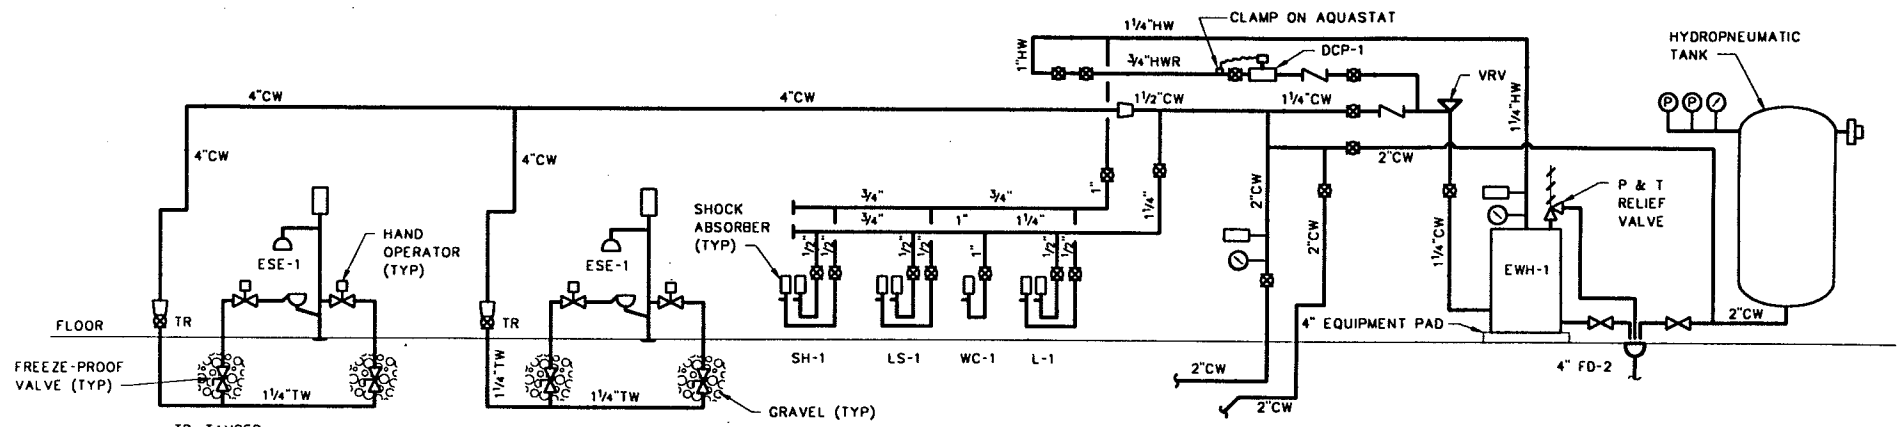 1¼"HW
CLAMP ON AQUASTAT
DCP-1
HYDROPNEUMATIC
TANK
1"HW
¾"HWR
VRV
1¼"HW
4"CW
4"CW
1½"CW
1¼"CW
P
P
4"CW
4"CW
2"CW
2"CW
1"
1¼"
¾"
¾"
¾"
1"
1¼"
SHOCK
ABSORBER
(TYP)
HAND
OPERATOR
(TYP)
ESE-1
ESE-1
P & T
RELIEF
VALVE
1/2"
1/2"
1/2"
1/2"
1"
1/2"
1/2"
2"CW
1¼"CW
EWH-1
TR
TR
FLOOR
4" EQUIPMENT PAD
2"CW
SH-1
LS-1
WC-1
L-1
FREEZE-PROOF
VALVE (TYP)
1¼"TW
1¼"TW
1¼"TW
GRAVEL (TYP)
2"CW
2"CW
4" FD-2